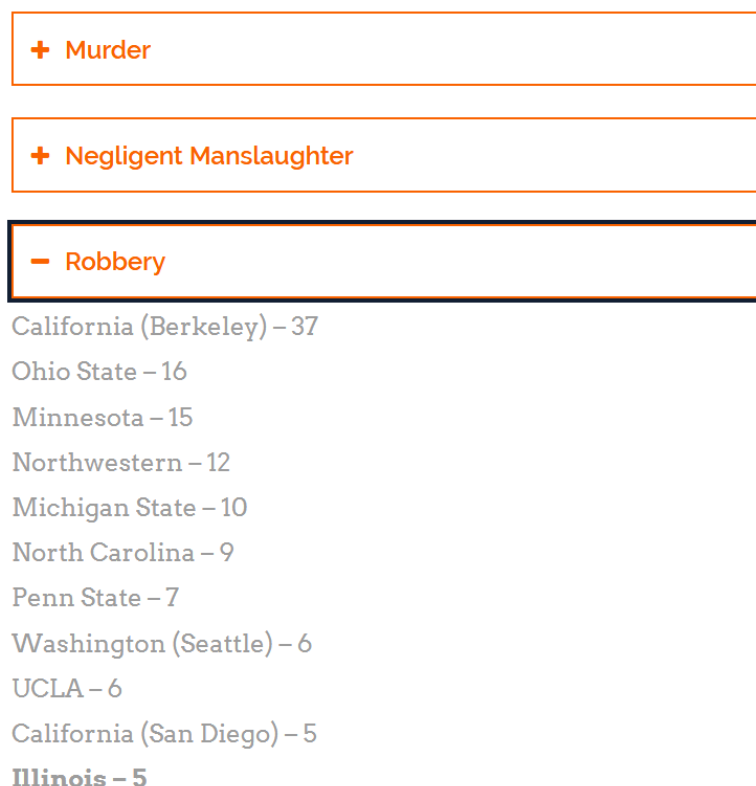 Murder
Negligent Manslaughter
Robbery
California (Berkeley) – 37
Ohio State – 16
Minnesota – 15
Northwestern – 12
Michigan State – 10
North Carolina – 9
Penn State – 7
Washington (Seattle) – 6
UCLA – 6
California (San Diego) – 5
Illinois – 5